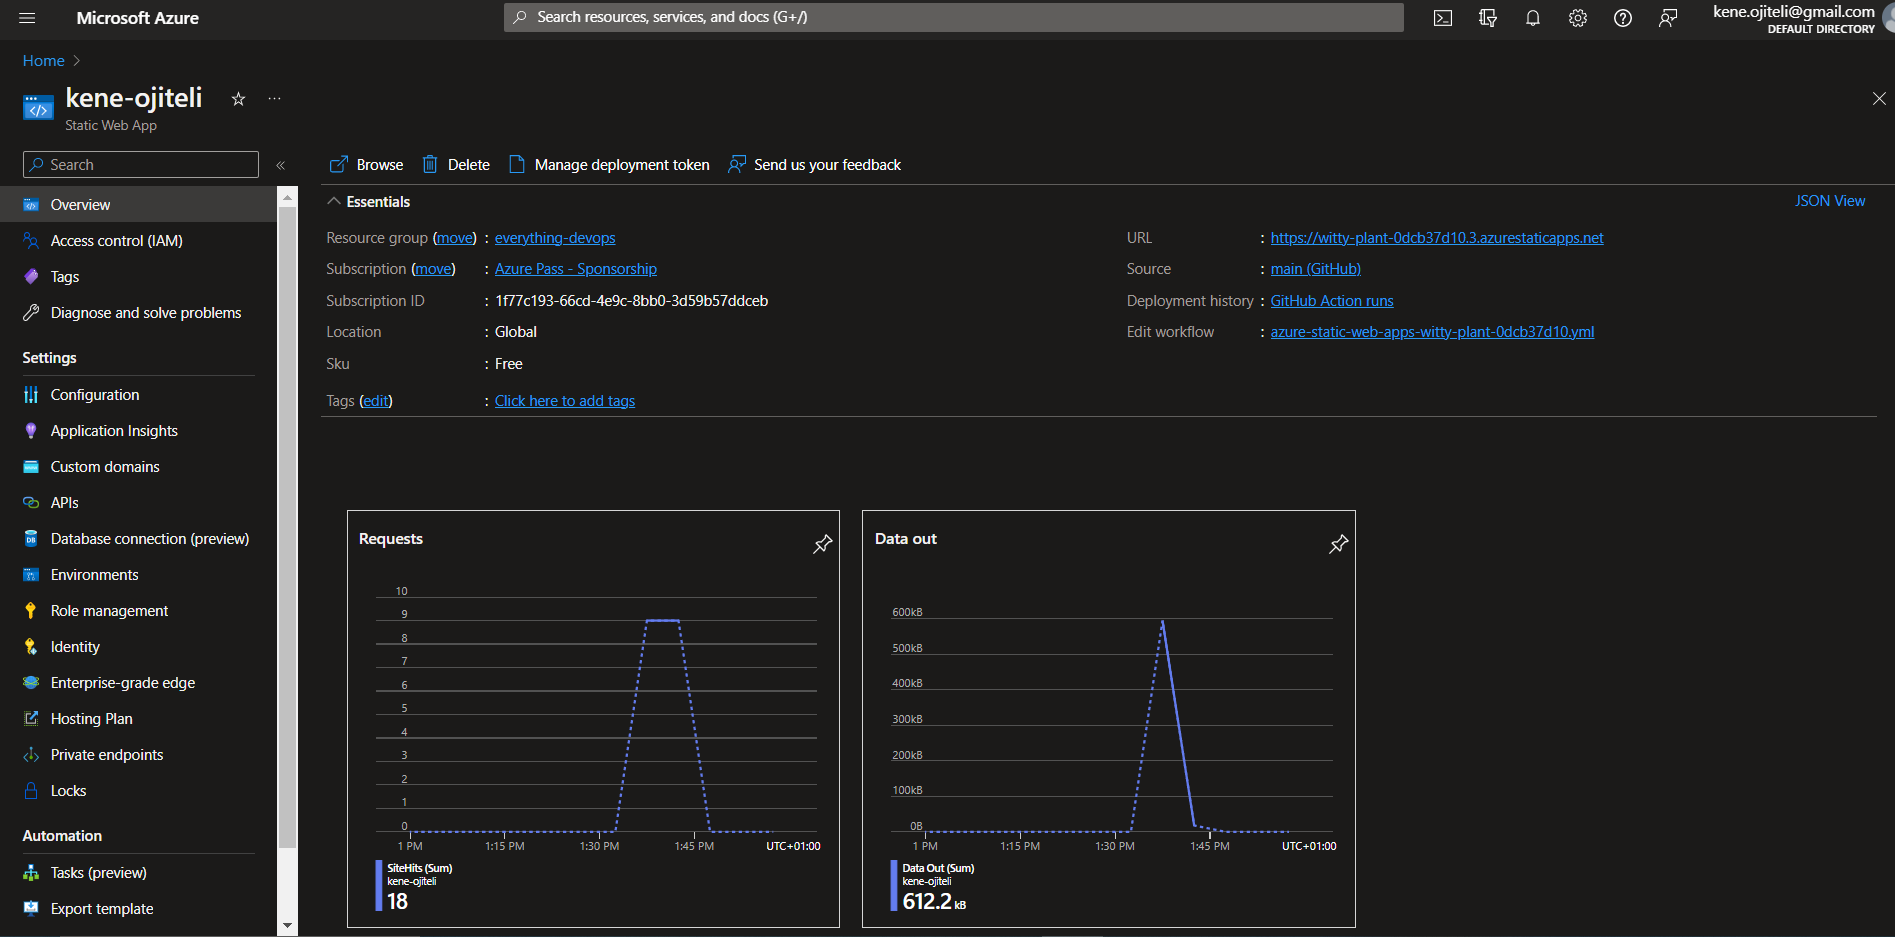 Microsoft Azure
Search resources, services, and docs (G+/)
kene.ojiteli@gmail.com
DEFAULT DIRECTORY
Home
kene-ojiteli
Static Web App
Search
Overview
Access control (IAM)
Tags
Diagnose and solve problems
Settings
Configuration
Application Insights
Custom domains
APIs
Database connection (preview)
Environments
Role management
Identity
Enterprise-grade edge
Hosting Plan
Private endpoints
Locks
Automation
Tasks (preview)
Export template
Browse Delete Manage deployment token Send us your feedback
Essentials
JSON View
Resource group (move) : everything-devops
Subscription (move) : Azure Pass - Sponsorship
Subscription ID : 1f77c193-66cd-4e9c-8bb0-3d59b57ddceb
Location : Global
Sku : Free
Tags (edit) : Click here to add tags
URL : https://witty-plant-0dcb37d10.3.azurestaticapps.net
Source : main (GitHub)
Deployment history : GitHub Action runs
Edit workflow : azure-static-web-apps-witty-plant-0dcb37d10.yml
Requests
10
9
8
7
6
5
4
3
2
1
0
1 PM 1:15 PM 1:30 PM 1:45 PM UTC+01:00
SiteHits (Sum)
kene-ojiteli
18
Data out
600kB
500kB
400kB
300kB
200kB
100kB
0B
1 PM 1:15 PM 1:30 PM 1:45 PM UTC+01:00
Data Out (Sum)
kene-ojiteli
612.2 kB